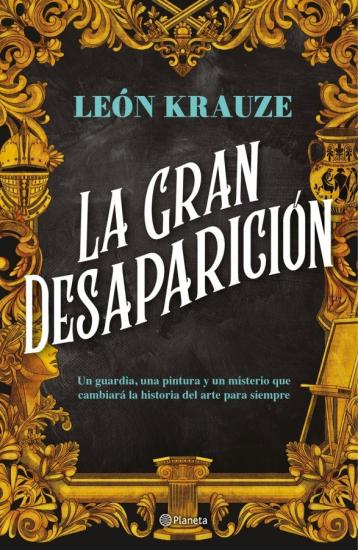 LEÓN KRAUZE
LA GRAN
DESAPARICIÓN
Un guardia, una pintura y un misterio que
cambiará la historia del arte para siempre
Planeta